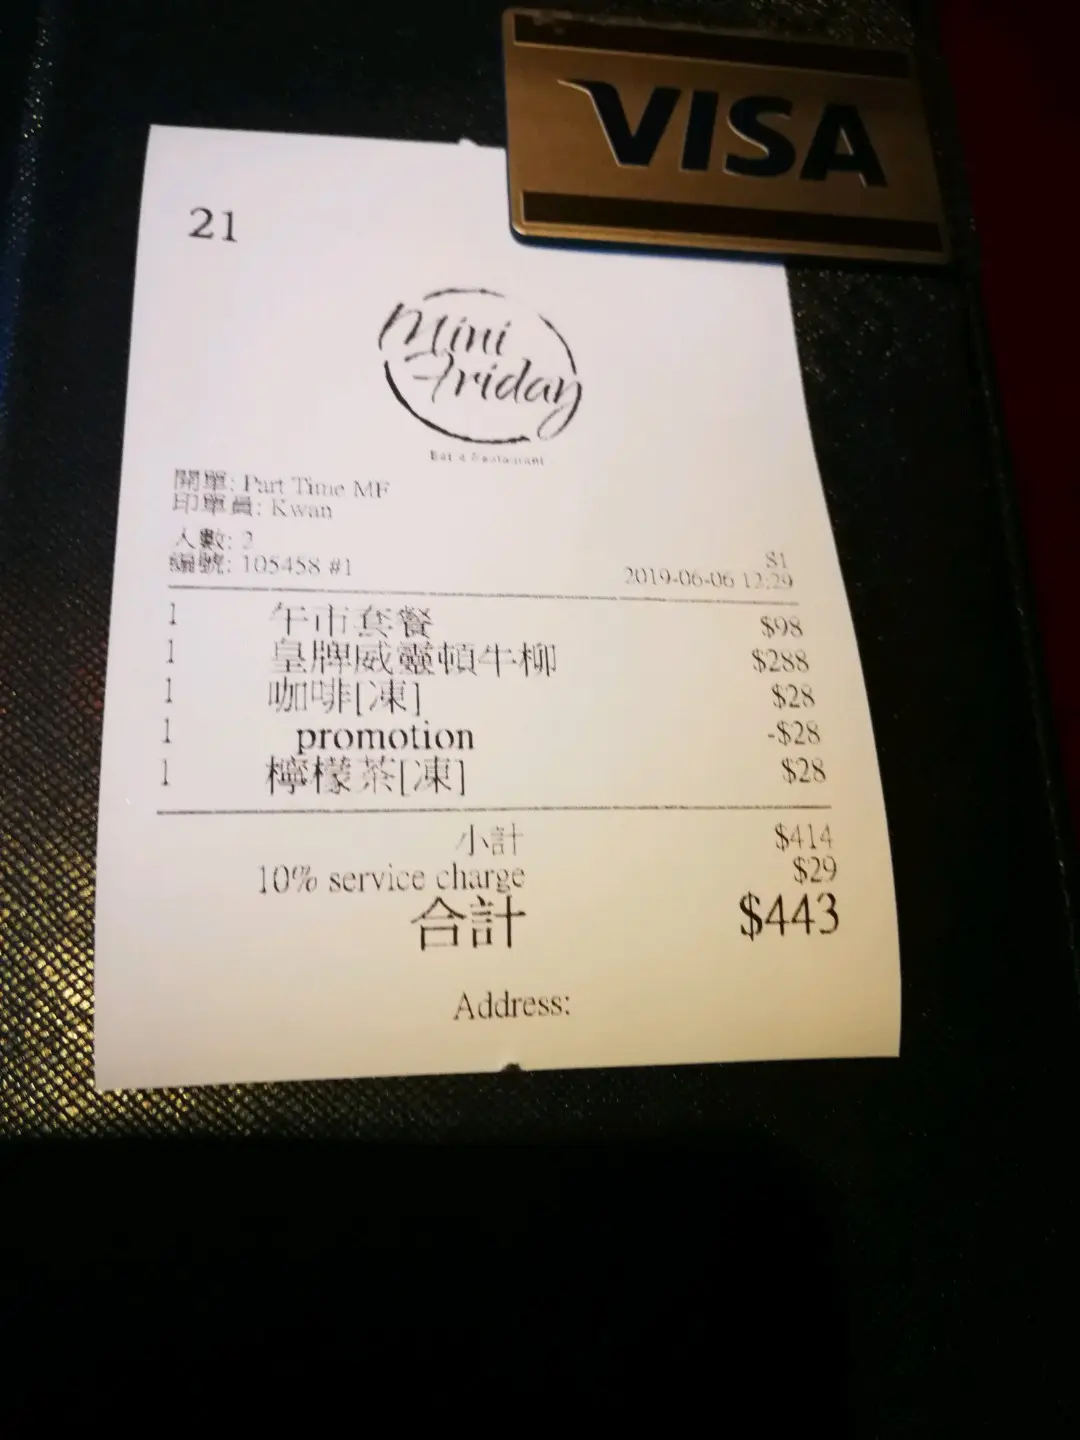 VISA
21
Mini
Friday
Bar & Restaurant
開單: Part Time MF
印單員: Kwan
人數: 2
編號: 105458 #1
S1
2019-06-06 12:29
1 午市套餐 $98
1 皇牌威靈頓牛柳 $288
1 咖啡[凍] $28
1 promotion -$28
1 檸檬茶[凍] $28
小計 $414
10% service charge $29
合計 $443
Address: